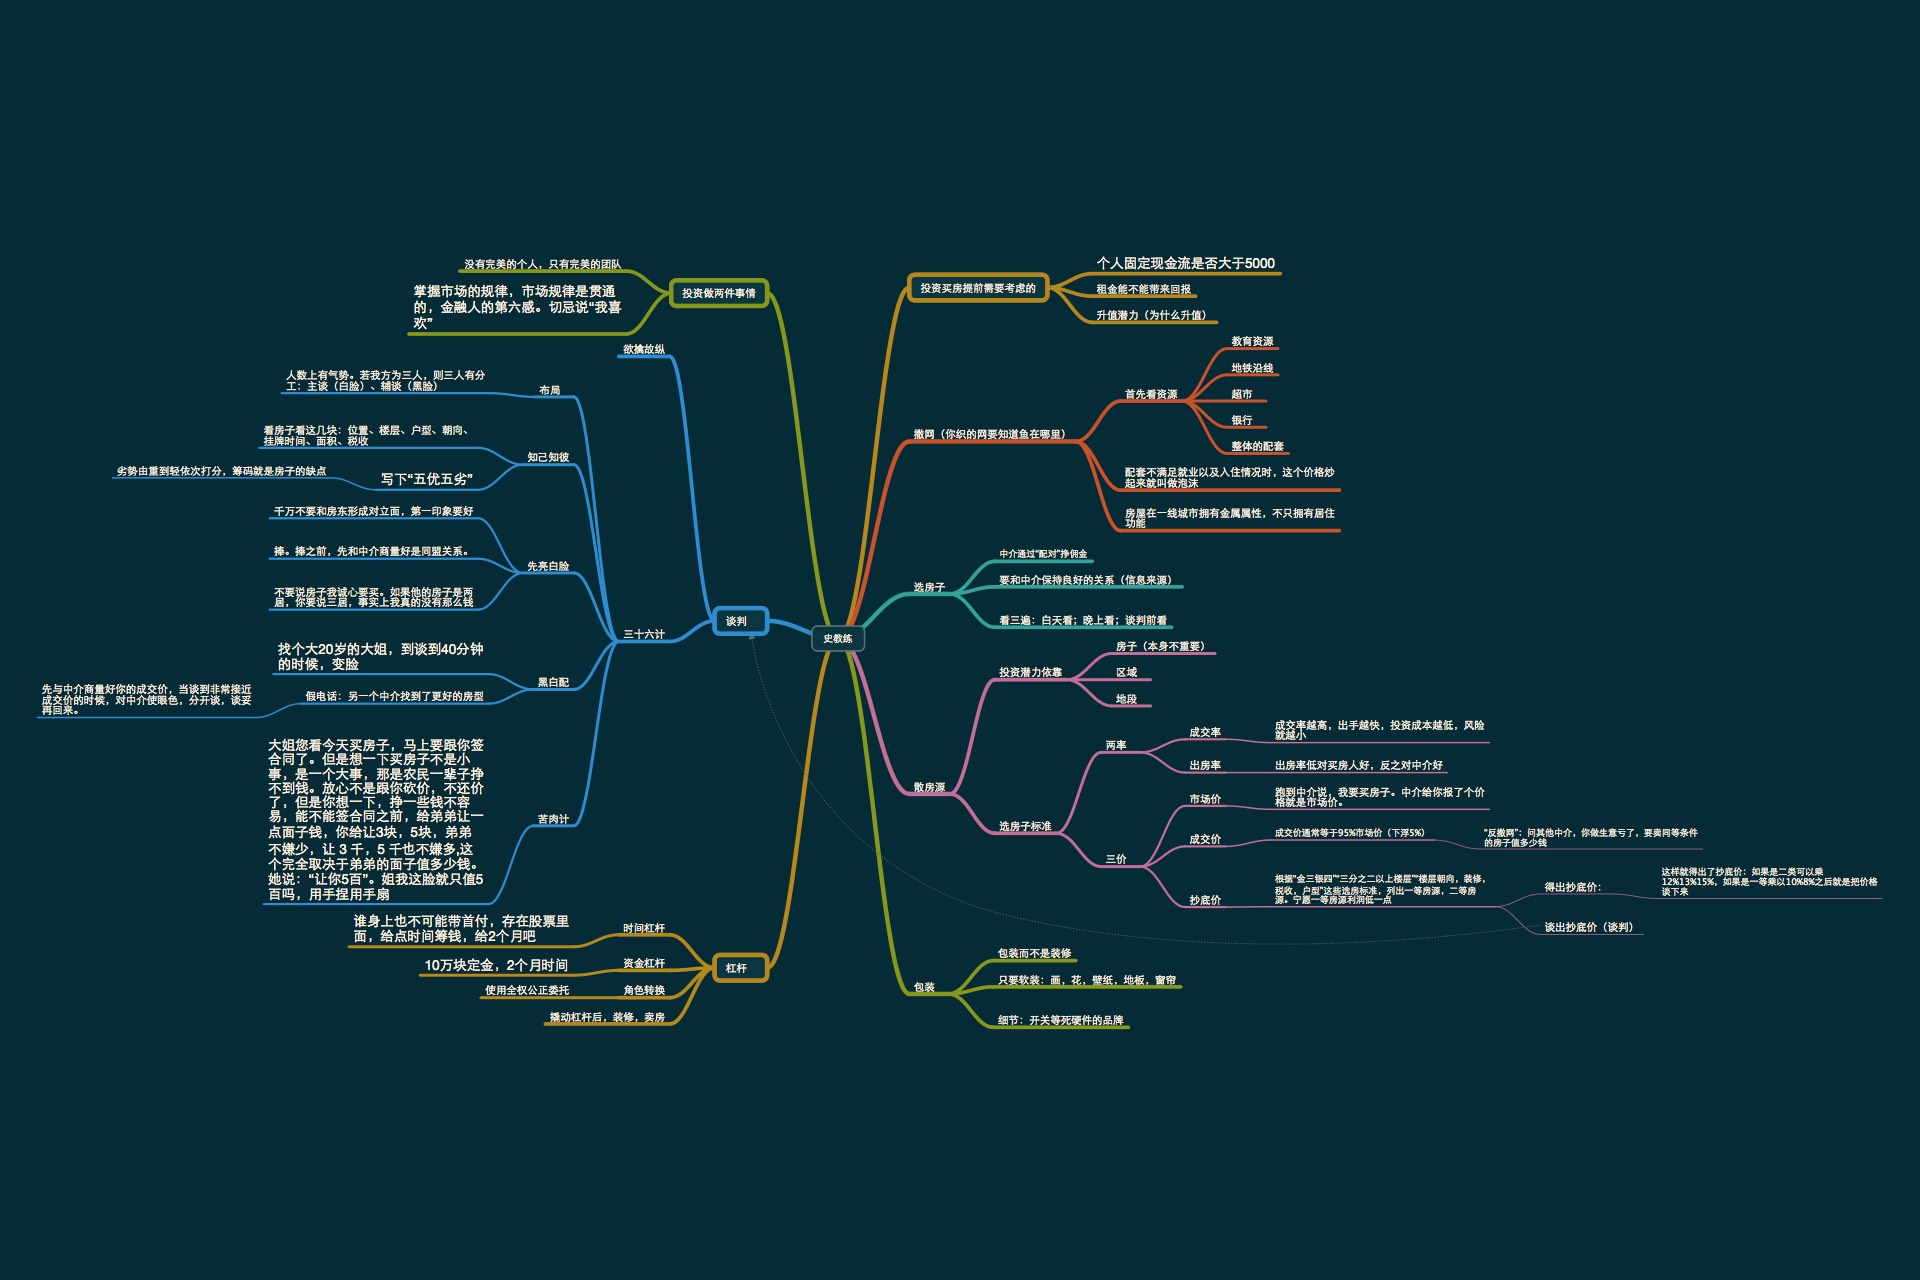 史教练
投资做两件事情
没有完美的个人，只有完美的团队
掌握市场的规律，市场规律是贯通
的，金融人的第六感。切忌说“我喜
欢”
谈判
欲擒故纵
三十六计
布局
人数上有气势。若我方为三人，则三人有分
工：主谈（白脸）、辅谈（黑脸）
知己知彼
看房子看这几块：位置、楼层、户型、朝向、
挂牌时间、面积、税收
写下“五优五劣”
劣势由重到轻依次打分，筹码就是房子的缺点
先亮白脸
千万不要和房东形成对立面，第一印象要好
捧。捧之前，先和中介商量好是同盟关系。
不要说房子我诚心要买。如果他的房子是两
居，你要说三居，事实上我真的没有那么钱
黑白配
找个大20岁的大姐，到谈到40分钟
的时候，变脸
假电话：另一个中介找到了更好的房型
先与中介商量好你的成交价，当谈到非常接近
成交价的时候，对中介使眼色，分开谈，谈妥
再回来。
苦肉计
大姐您看今天买房子，马上要跟你签
合同了。但是想一下买房子不是小
事，是一个大事，那是农民一辈子挣
不到钱。放心不是跟你砍价，不还价
了，但是你想一下，挣一些钱不容
易，能不能签合同之前，给弟弟让一
点面子钱，你给让3块，5块，弟弟
不嫌少，让 3 千，5 千也不嫌多,这
个完全取决于弟弟的面子值多少钱。
她说：“让你5百”。姐我这脸就只值5
百吗，用手捏用手扇
杠杆
时间杠杆
谁身上也不可能带首付，存在股票里
面，给点时间筹钱，给2个月吧
资金杠杆
10万块定金，2个月时间
角色转换
使用全权公正委托
撬动杠杆后，装修，卖房
投资买房提前需要考虑的
个人固定现金流是否大于5000
租金能不能带来回报
升值潜力（为什么升值）
撒网（你织的网要知道鱼在哪里）
首先看资源
教育资源
地铁沿线
超市
银行
整体的配套
配套不满足就业以及入住情况时，这个价格炒
起来就叫做泡沫
房屋在一线城市拥有金属属性，不只拥有居住
功能
选房子
中介通过“配对”挣佣金
要和中介保持良好的关系（信息来源）
看三遍：白天看；晚上看；谈判前看
散房源
投资潜力依靠
房子（本身不重要）
区域
地段
选房子标准
两率
成交率
成交率越高，出手越快，投资成本越低，风险
就越小
出房率
出房率低对买房人好，反之对中介好
三价
市场价
跑到中介说，我要买房子。中介给你报了个价
格就是市场价。
成交价
成交价通常等于95%市场价（下浮5%）
“反撒网”：问其他中介，你做生意亏了，要卖同等条件
的房子值多少钱
抄底价
根据“金三银四”“三分之二以上楼层”“楼层朝向，装修，
税收，户型”这些选房标准，列出一等房源，二等房
源。宁愿一等房源利润低一点
得出抄底价：
这样就得出了抄底价：如果是二类可以乘
12%13%15%，如果是一等乘以10%8%之后就是把价格
谈下来
谈出抄底价（谈判）
包装
包装而不是装修
只要软装：画，花，壁纸，地板，窗帘
细节：开关等死硬件的品牌